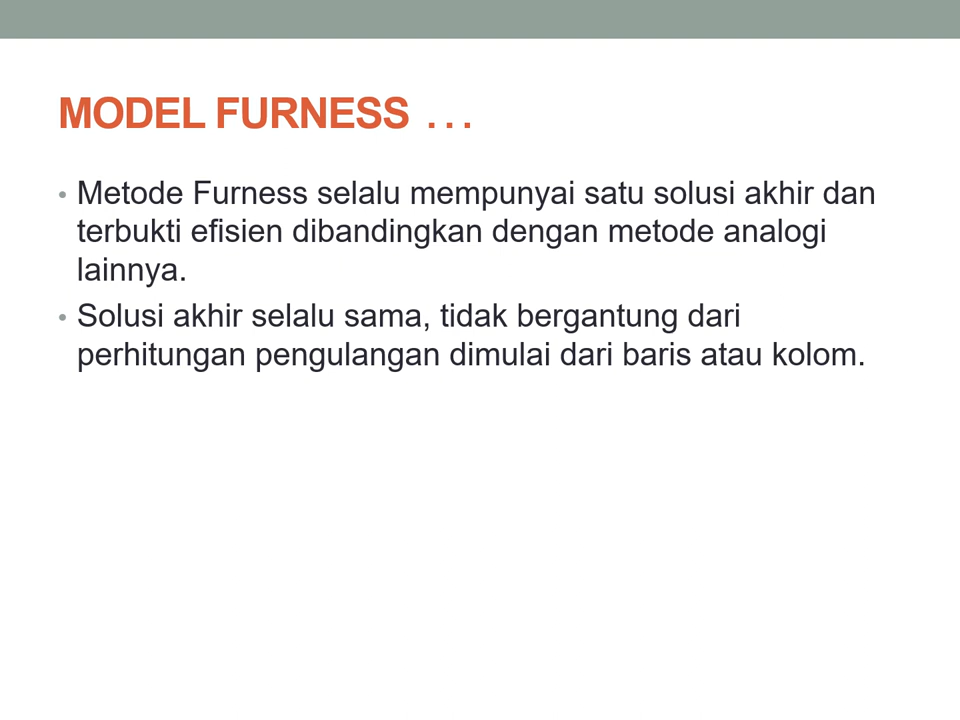 MODEL FURNESS ...
• Metode Furness selalu mempunyai satu solusi akhir dan
terbukti efisien dibandingkan dengan metode analogi
lainnya.
• Solusi akhir selalu sama, tidak bergantung dari
perhitungan pengulangan dimulai dari baris atau kolom.